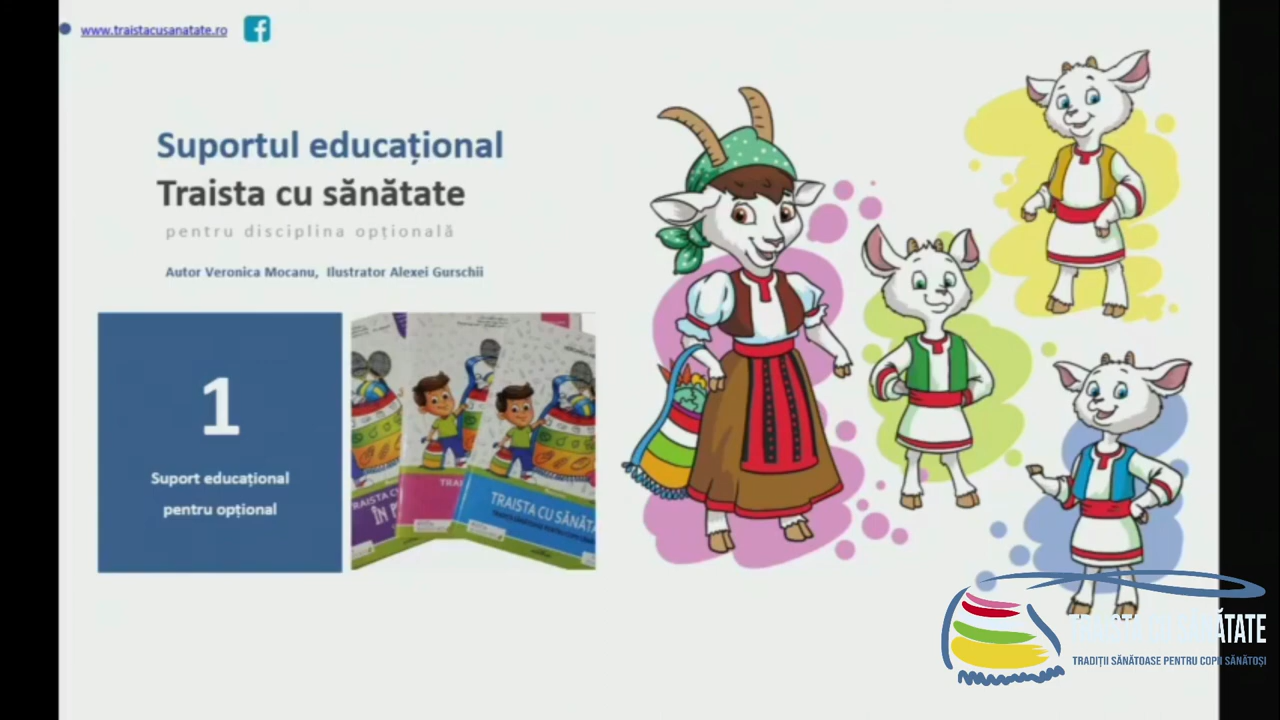 www.traistacusanatate.ro
Suportul educațional
Traista cu sănătate
pentru disciplina opțională
Autor Veronica Mocanu, Ilustrator Alexei Gurschii
1
Suport educațional
pentru opțional
TRAISTA CU SĂNĂTA
TRADIȚII SĂNĂTOASE PENTRU COPII SĂNĂTOȘI